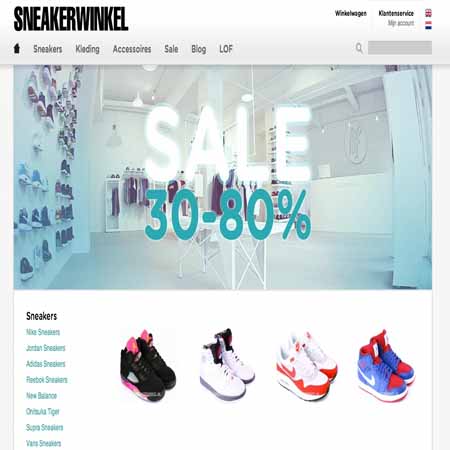 SNEAKERWINKEL
Winkelwagen Klantenservice
Mijn account
Sneakers Kleding Accessoires Sale Blog LOF
SALE
30-80%
Sneakers
Nike Sneakers
Jordan Sneakers
Adidas Sneakers
Reebok Sneakers
New Balance
Onitsuka Tiger
Supra Sneakers
Vans Sneakers